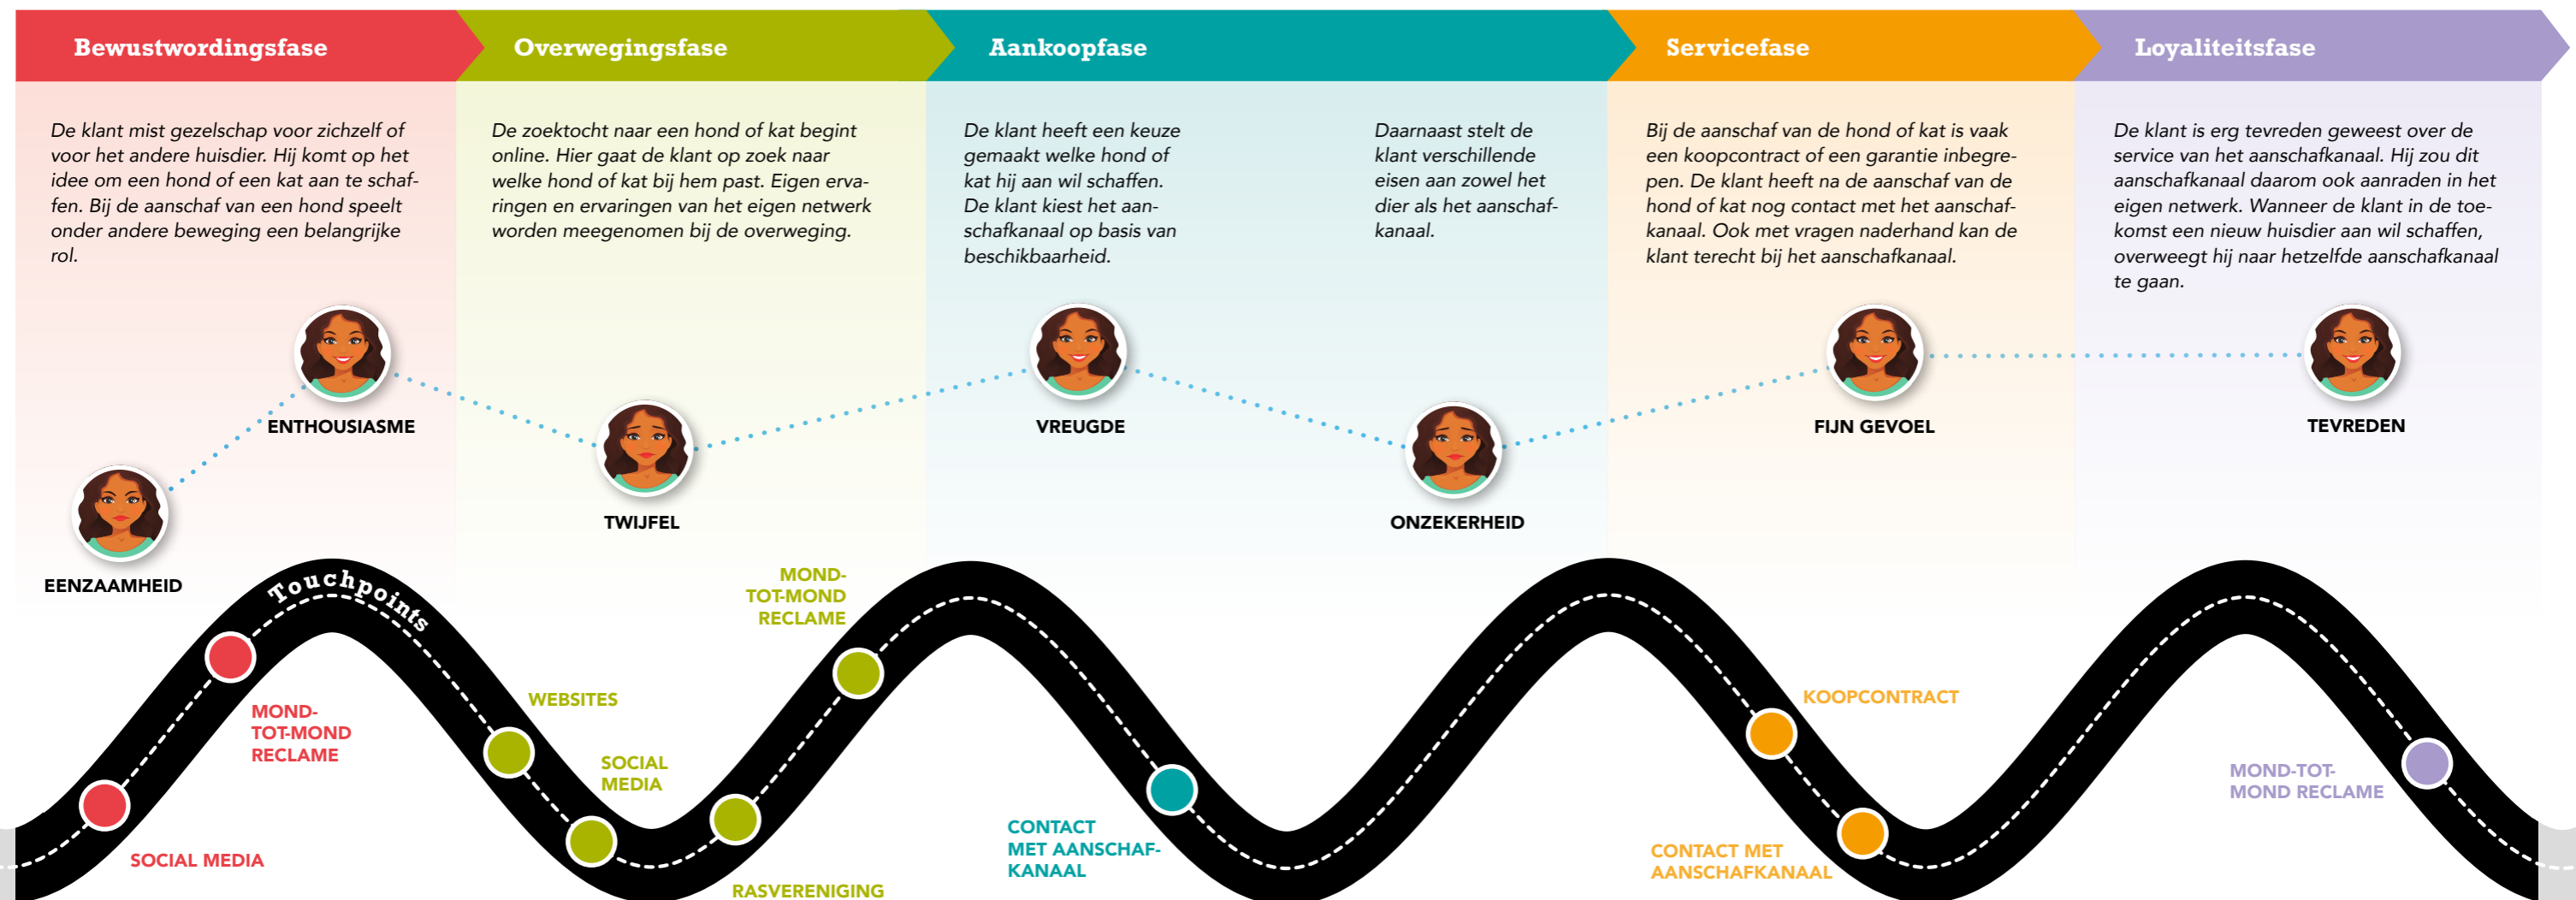 Bewustwordingsfase
Overwegingsfase
Aankoopfase
Servicefase
Loyaliteitsfase
De klant mist gezelschap voor zichzelf of
voor het andere huisdier. Hij komt op het
idee om een hond of een kat aan te schaf-
fen. Bij de aanschaf van een hond speelt
onder andere beweging een belangrijke
rol.
De zoektocht naar een hond of kat begint
online. Hier gaat de klant op zoek naar
welke hond of kat bij hem past. Eigen erva-
ringen en ervaringen van het eigen netwerk
worden meegenomen bij de overweging.
De klant heeft een keuze
gemaakt welke hond of
kat hij aan wil schaffen.
De klant kiest het aan-
schafkanaal op basis van
beschikbaarheid.
Daarnaast stelt de
klant verschillende
eisen aan zowel het
dier als het aanschaf-
kanaal.
Bij de aanschaf van de hond of kat is vaak
een koopcontract of een garantie inbegre-
pen. De klant heeft na de aanschaf van de
hond of kat nog contact met het aanschaf-
kanaal. Ook met vragen naderhand kan de
klant terecht bij het aanschafkanaal.
De klant is erg tevreden geweest over de
service van het aanschafkanaal. Hij zou dit
aanschafkanaal daarom ook aanraden in het
eigen netwerk. Wanneer de klant in de toe-
komst een nieuw huisdier aan wil schaffen,
overweegt hij naar hetzelfde aanschafkanaal
te gaan.
EENZAAMHEID
ENTHOUSIASME
TWIJFEL
VREUGDE
ONZEKERHEID
FIJN GEVOEL
TEVREDEN
Touchpoints
SOCIAL MEDIA
MOND-
TOT-MOND
RECLAME
WEBSITES
SOCIAL
MEDIA
RASVERENIGING
MOND-
TOT-MOND
RECLAME
CONTACT
MET AANSCHAF-
KANAAL
KOOPCONTRACT
CONTACT MET
AANSCHAFKANAAL
MOND-TOT-
MOND RECLAME